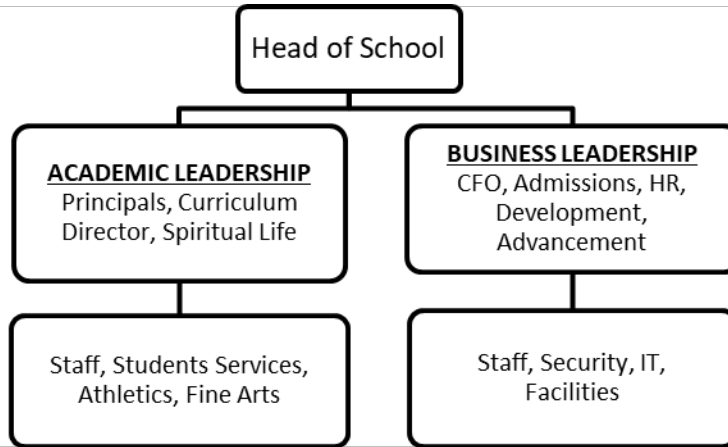 Head of School
ACADEMIC LEADERSHIP
Principals, Curriculum
Director, Spiritual Life
BUSINESS LEADERSHIP
CFO, Admissions, HR,
Development,
Advancement
Staff, Students Services,
Athletics, Fine Arts
Staff, Security, IT,
Facilities